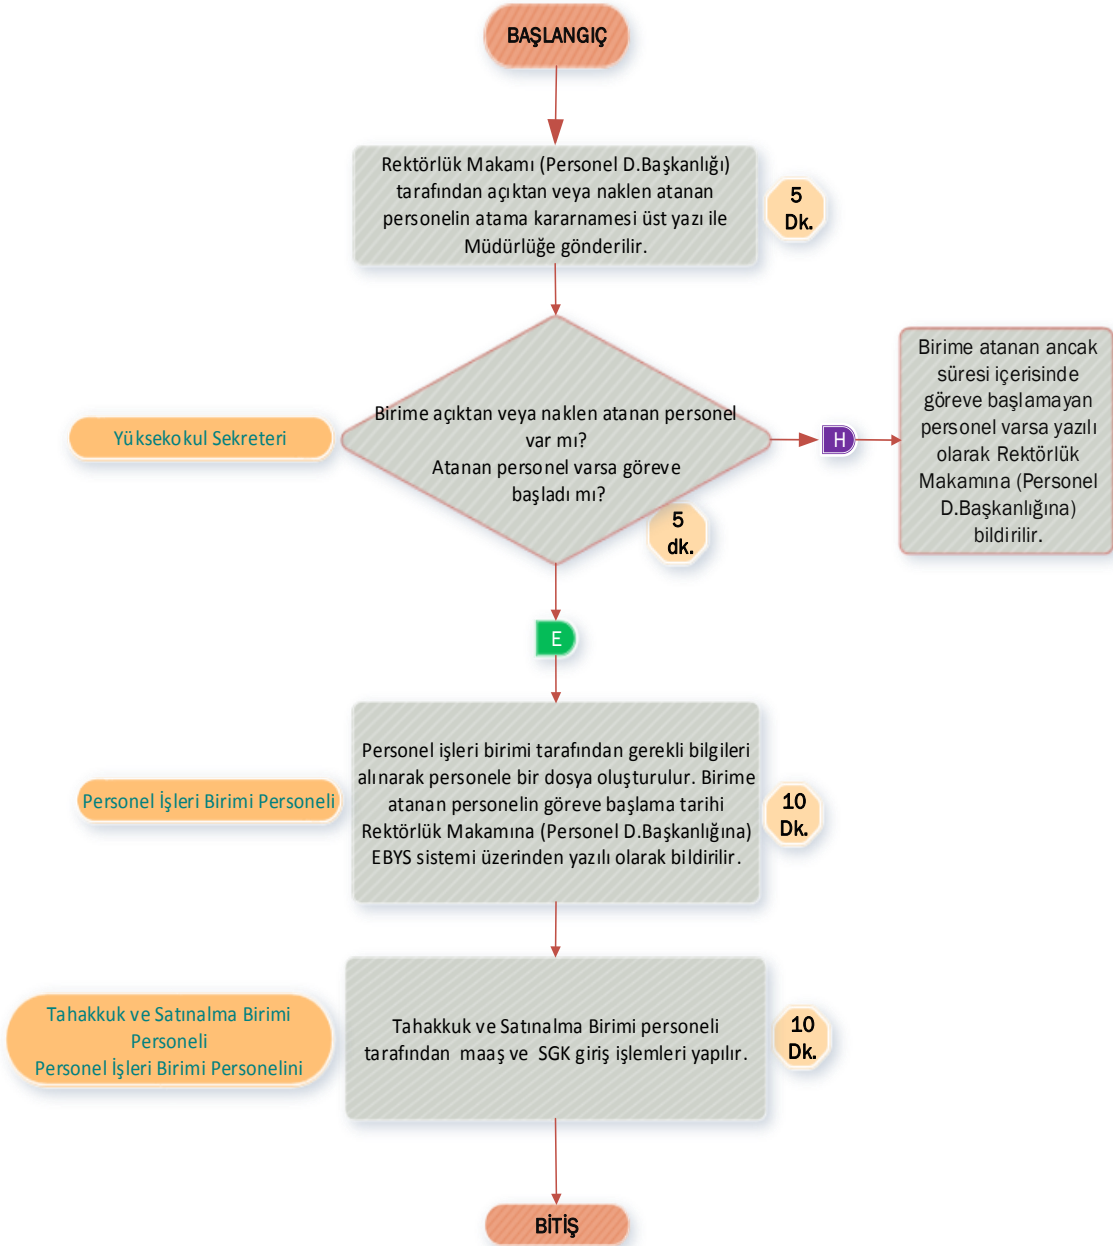 BAŞLANGIÇ
Rektörlük Makamı (Personel D.Başkanlığı)
tarafından açıktan veya naklen atanan
personelin atama kararnamesi üst yazı ile
Müdürlüğe gönderilir.
5
Dk.
Yüksekokul Sekreteri
Birime açıktan veya naklen atanan personel
var mı?
Atanan personel varsa göreve
başladı mı?
5
dk.
H
Birime atanan ancak
süresi içerisinde
göreve başlamayan
personel varsa yazılı
olarak Rektörlük
Makamına (Personel
D.Başkanlığına)
bildirilir.
E
Personel İşleri Birimi Personeli
Personel işleri birimi tarafından gerekli bilgileri
alınarak personele bir dosya oluşturulur. Birime
atanan personelin göreve başlama tarihi
Rektörlük Makamına (Personel D.Başkanlığına)
EBYS sistemi üzerinden yazılı olarak bildirilir.
10
Dk.
Tahakkuk ve Satınalma Birimi
Personeli
Personel İşleri Birimi Personelini
Tahakkuk ve Satınalma Birimi personeli
tarafından maaş ve SGK giriş işlemleri yapılır.
10
Dk.
BİTİŞ